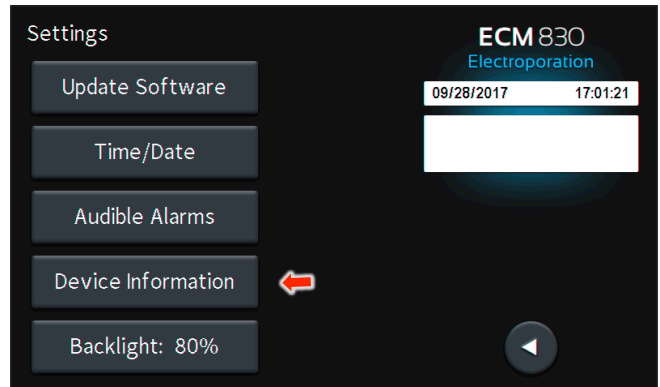 Settings
Update Software
Time/Date
Audible Alarms
Device Information
Backlight: 80%
ECM 830
Electroporation
09/28/2017 17:01:21